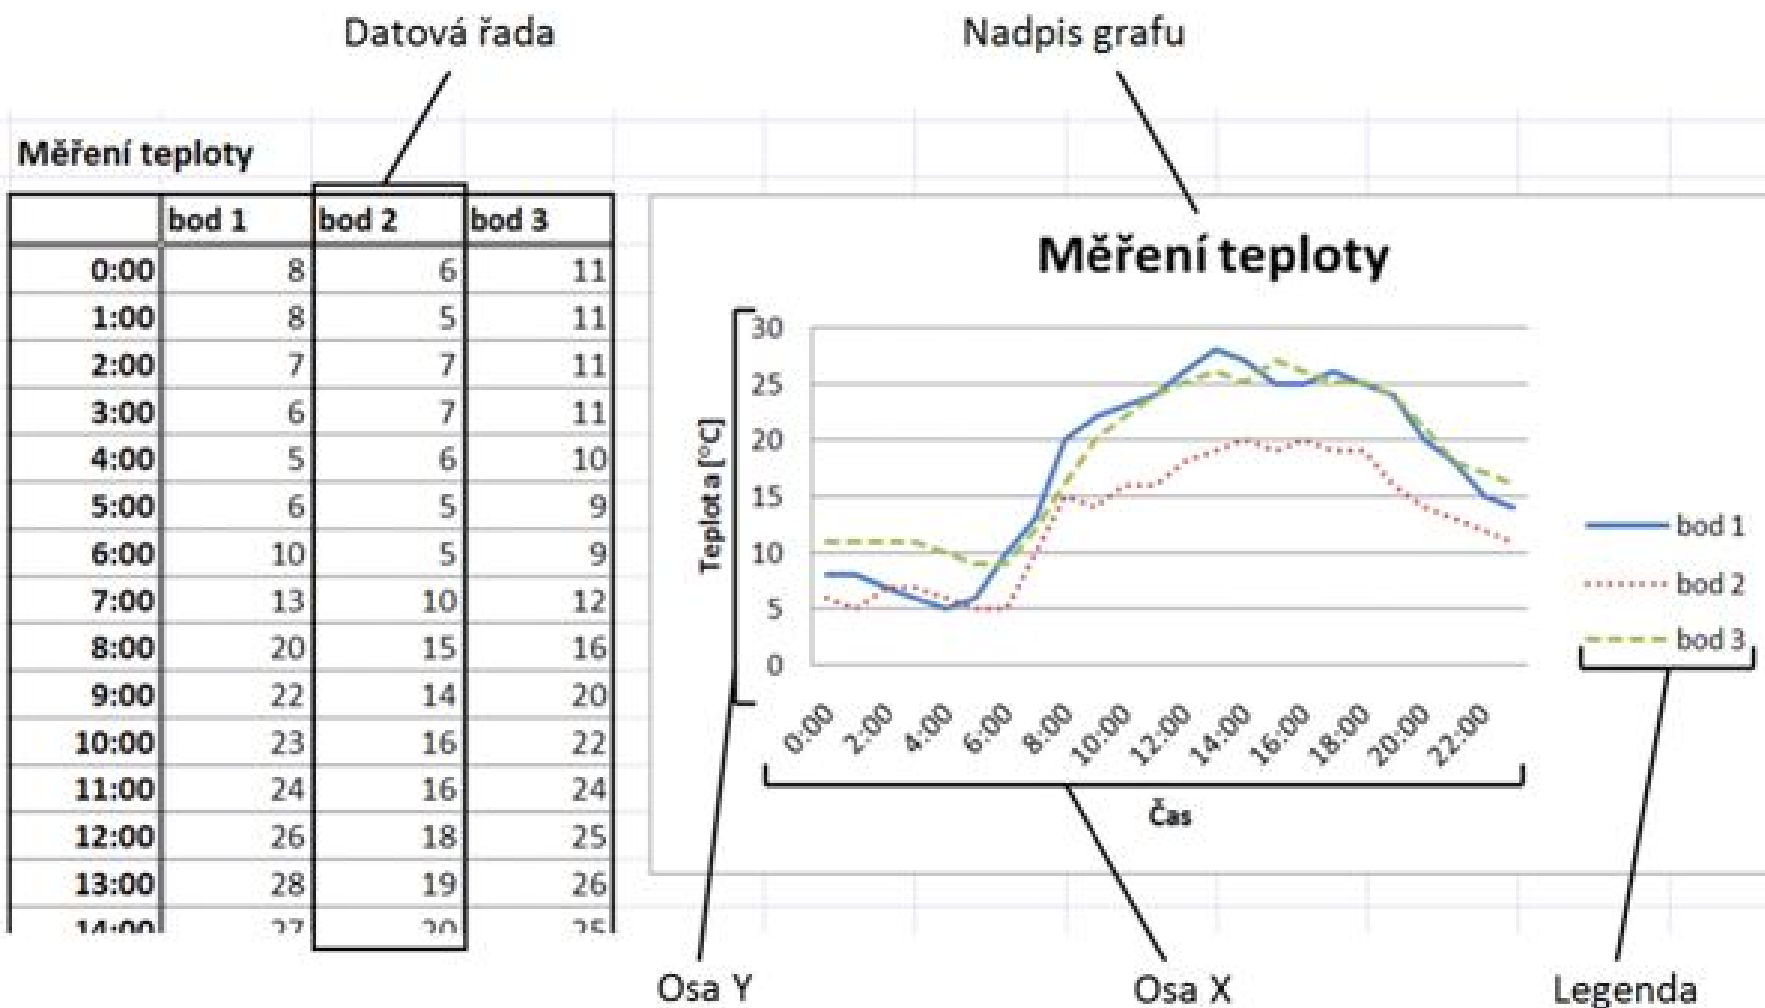 Datová řada
Nadpis grafu
Měření teploty
bod 1 bod 2 bod 3
0:00 8 6 11
1:00 8 5 11
2:00 7 7 11
3:00 6 7 11
4:00 5 6 10
5:00 6 5 9
6:00 10 5 9
7:00 13 10 12
8:00 20 15 16
9:00 22 14 20
10:00 23 16 22
11:00 24 16 24
12:00 26 18 25
13:00 28 19 26
14:00 27 20 25
Měření teploty
Teplota [°C]
30
25
20
15
10
5
0
0:00 2:00 4:00 6:00 8:00 10:00 12:00 14:00 16:00 18:00 20:00 22:00
Čas
bod 1
bod 2
bod 3
Osa Y
Osa X
Legenda